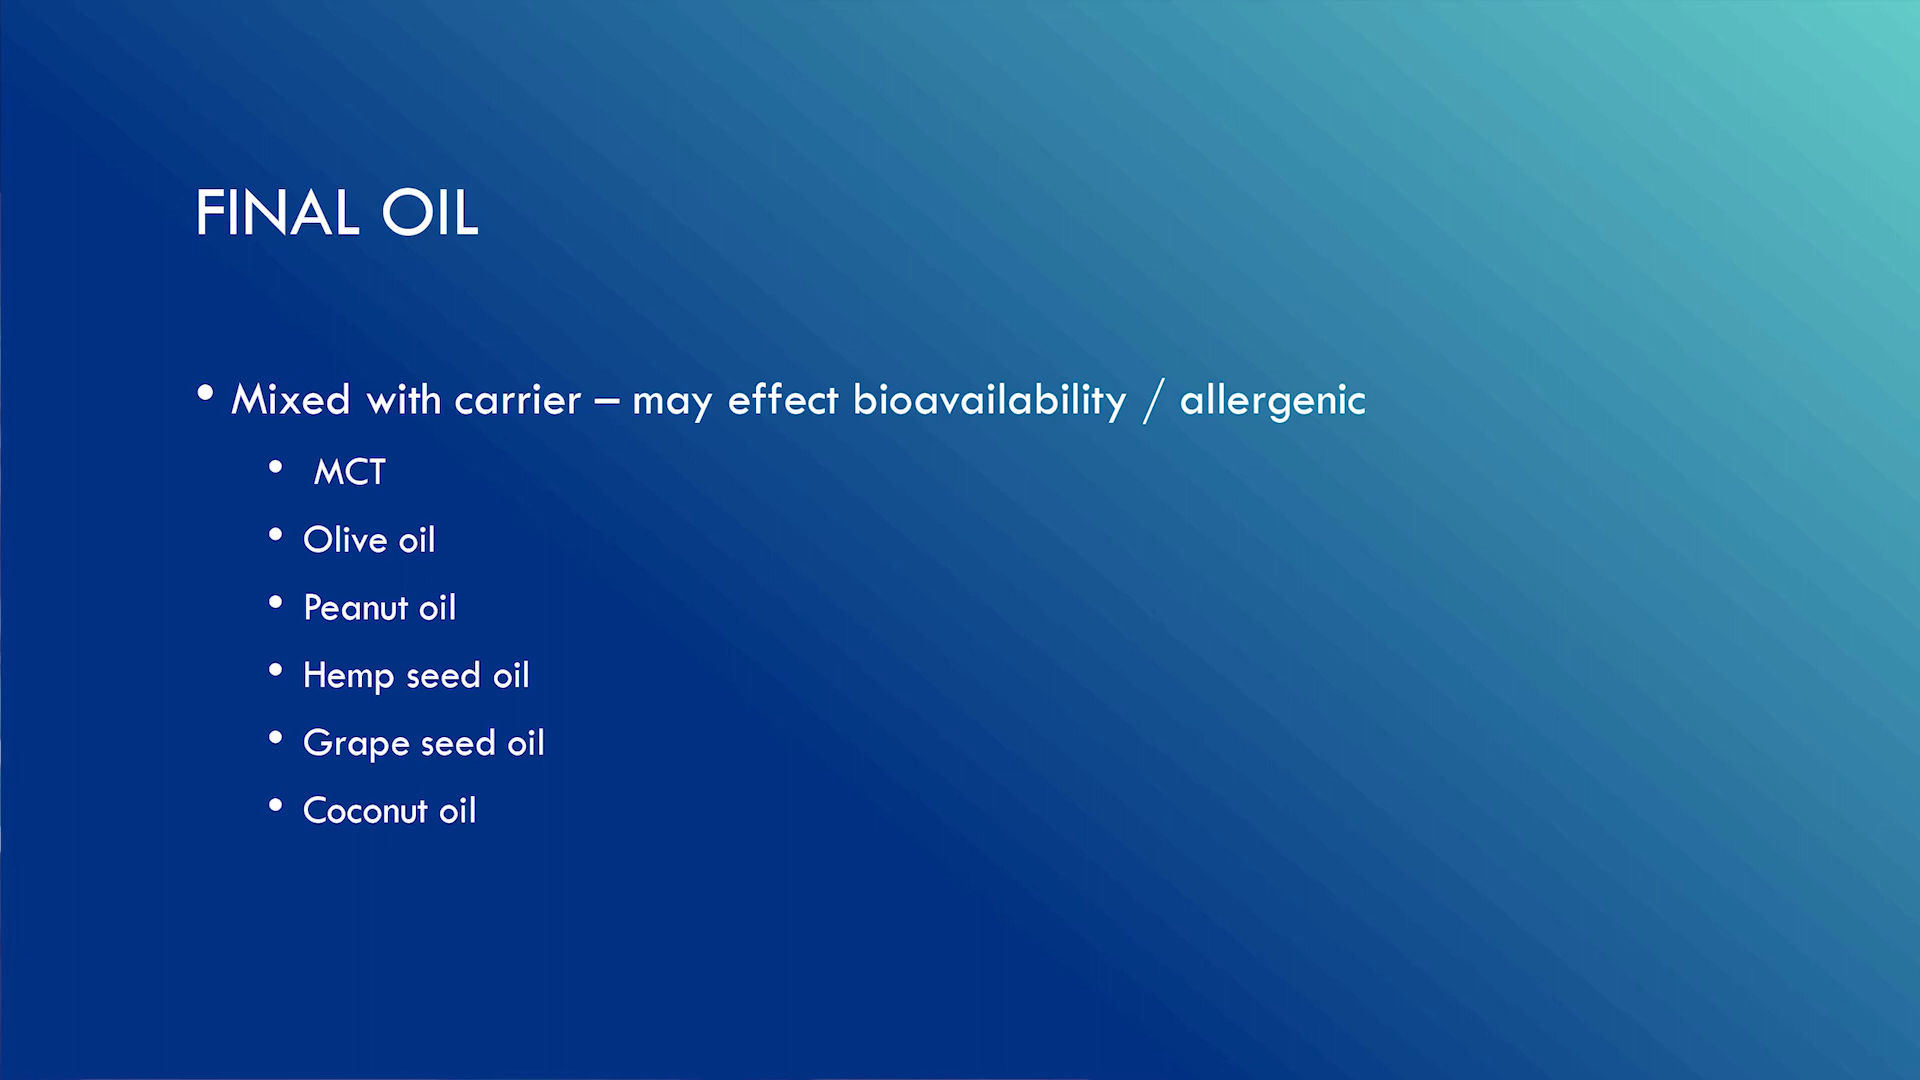 FINAL OIL
• Mixed with carrier – may effect bioavailability / allergenic
• MCT
• Olive oil
• Peanut oil
• Hemp seed oil
• Grape seed oil
• Coconut oil